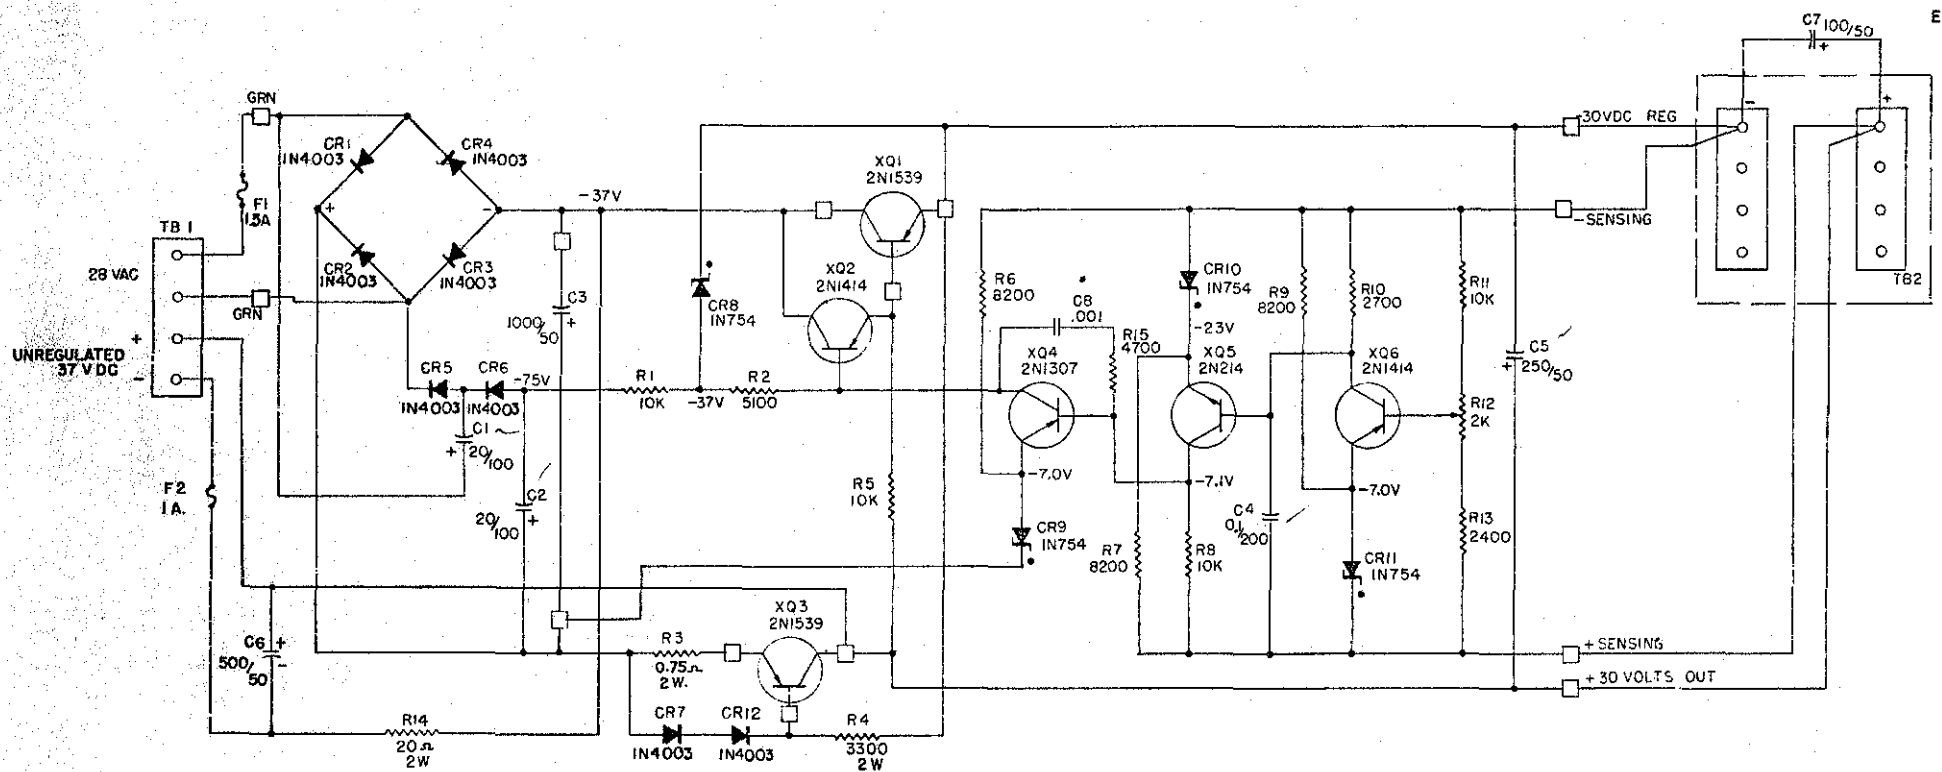 C7 100/50
E
GRN
CR1
1N4003
CR4
1N4003
-30VDC REG
-
+
XQ1
2N1539
F1
1.5A
+
-
-37V
-SENSING
TB 1
28 VAC
CR2
1N4003
CR3
1N4003
XQ2
2N1414
R6
8200
CR10
1N754
R9
8200
R10
2700
R11
10K
TB2
GRN
C3
1000/50
+
CR8
1N754
C8
.001
-23V
R15
4700
UNREGULATED
37 VDC
+
-
CR5
1N4003
CR6
1N4003
-75V
R1
10K
-37V
R2
5100
XQ4
2N1307
XQ5
2N214
XQ6
2N1414
C5
250/50
+
R12
2K
C1
20/100
+
F2
1A.
C2
20/100
+
R5
10K
-7.0V
-7.1V
-7.0V
CR9
1N754
R7
8200
R8
10K
C4
0.1/200
CR11
1N754
R13
2400
C6
500/50
+
-
XQ3
2N1539
R3
0.75Ω
2W.
+SENSING
+30 VOLTS OUT
R14
20Ω
2W
CR7
1N4003
CR12
1N4003
R4
3300
2W